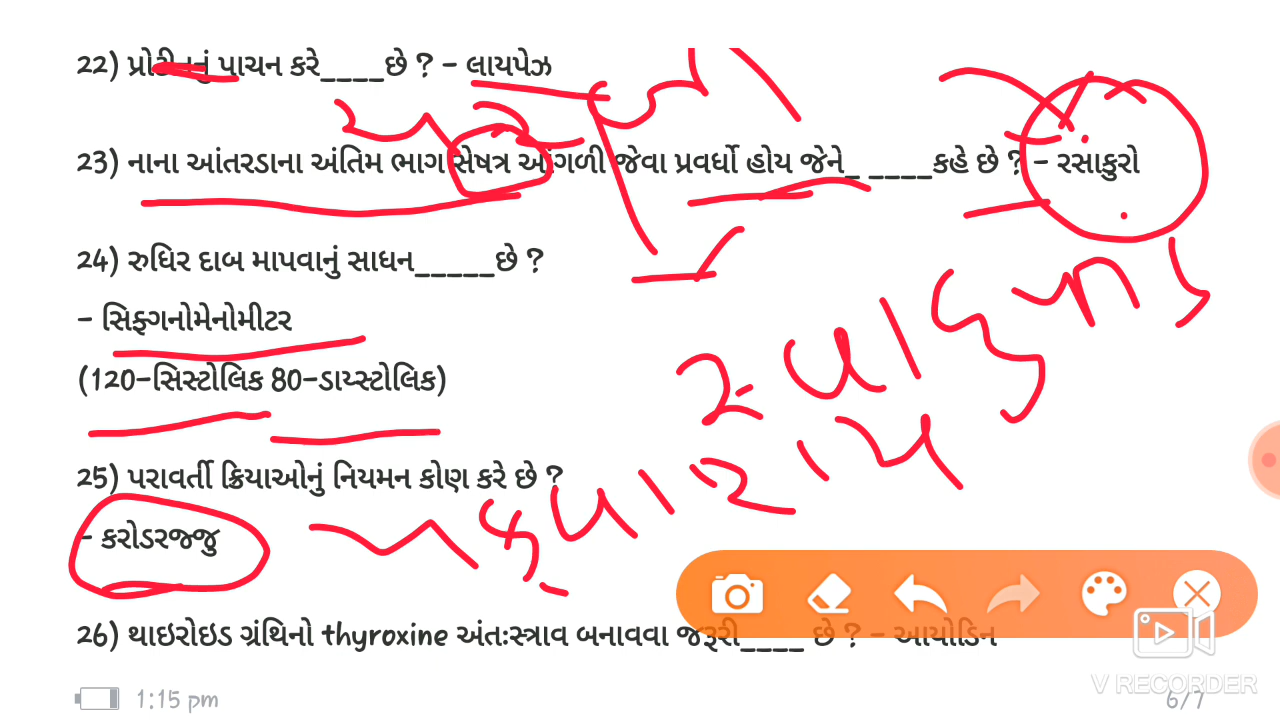 22) પ્રોટીનનું પાચન કરે____છે ? - લાયપેઝ
23) નાના આંતરડાના અંતિમ ભાગ સેષત્ર આંગળી જેવા પ્રવર્ધો હોય જેને_ ____કહે છે ? - રસાકુરો
24) રુધિર દાબ માપવાનું સાધન_____છે ?
- સિફગનોમેનોમીટર
(120-સિસ્ટોલિક 80-ડાય્સ્ટોલિક)
25) પરાવર્તી ક્રિયાઓનું નિયમન કોણ કરે છે ?
- કરોડરજ્જુ
26) થાઇરોઇડ ગ્રંથિનો thyroxine અંત:સ્ત્રાવ બનાવવા જરૂરી____ છે ? - આયોડિન
V RECORDER
1:15 pm
6/7